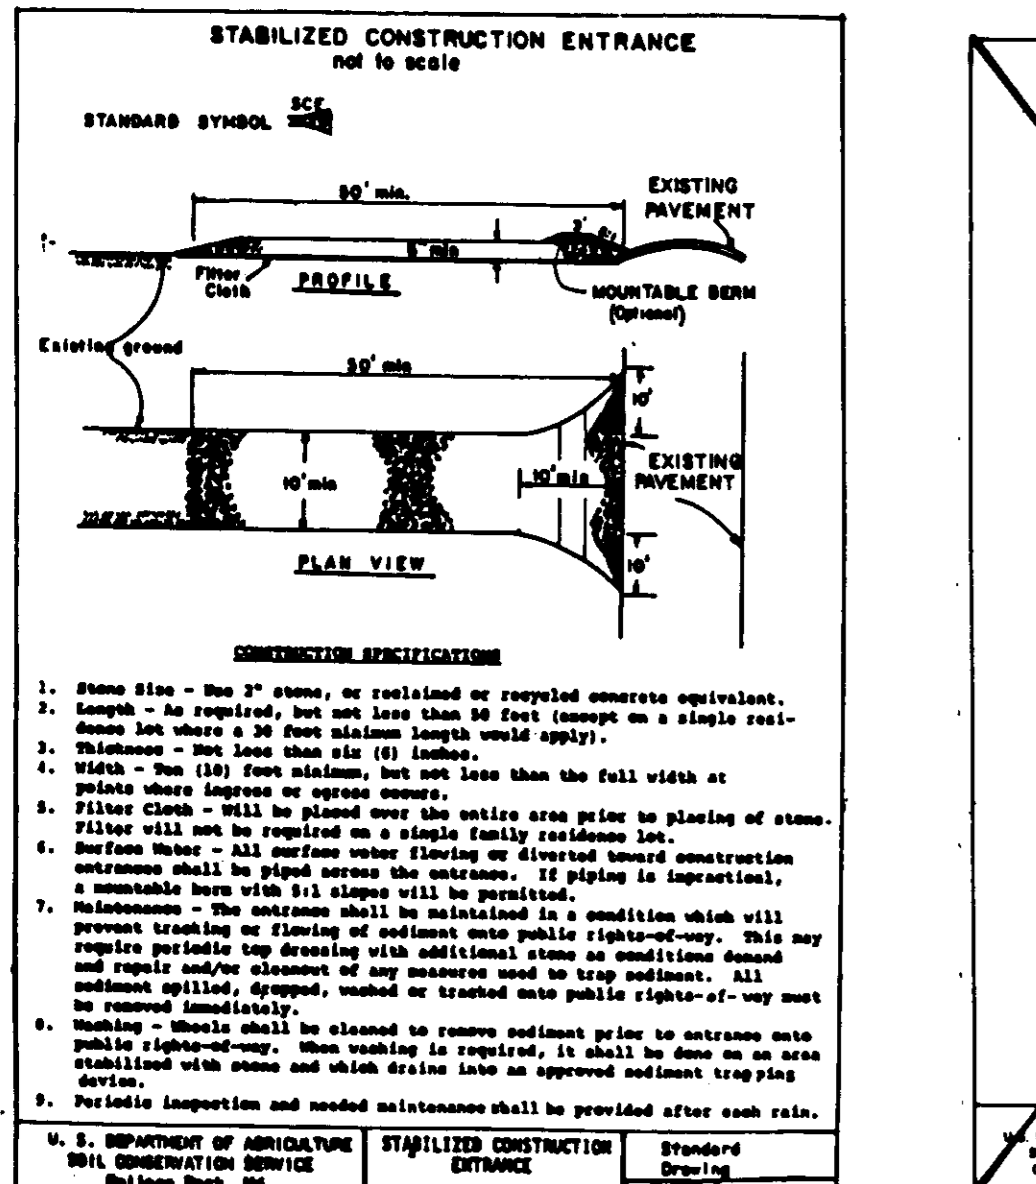 STABILIZED CONSTRUCTION ENTRANCE
not to scale
SCE
STANDARD SYMBOL
50' min.
EXISTING
PAVEMENT
6" min
Filter
Cloth
PROFILE
MOUNTABLE BERM
(Optional)
Existing ground
50' min
10'
10' min
10' min
EXISTING
PAVEMENT
PLAN VIEW
10'
CONSTRUCTION SPECIFICATIONS
1. Stone Size - Use 2" stone, or reclaimed or recycled concrete equivalent.
2. Length - As required, but not less than 50 feet (except on a single resi-
dence lot where a 30 foot minimum length would apply).
3. Thickness - Not less than six (6) inches.
4. Width - Ten (10) foot minimum, but not less than the full width at
points where ingress or egress occurs.
5. Filter Cloth - Will be placed over the entire area prior to placing of stone.
Filter will not be required on a single family residence lot.
6. Surface Water - All surface water flowing or diverted toward construction
entrances shall be piped across the entrance. If piping is impractical,
a mountable berm with 5:1 slopes will be permitted.
7. Maintenance - The entrance shall be maintained in a condition which will
prevent tracking or flowing of sediment onto public rights-of-way. This may
require periodic top dressing with additional stone as conditions demand
and repair and/or cleanout of any measures used to trap sediment. All
sediment spilled, dropped, washed or tracked onto public rights-of-way must
be removed immediately.
8. Washing - Wheels shall be cleaned to remove sediment prior to entrance onto
public rights-of-way. When washing is required, it shall be done on an area
stabilized with stone and which drains into an approved sediment trapping
device.
9. Periodic inspection and needed maintenance shall be provided after each rain.
U. S. DEPARTMENT OF AGRICULTURE
SOIL CONSERVATION SERVICE
STABILIZED CONSTRUCTION
ENTRANCE
Standard
Drawing